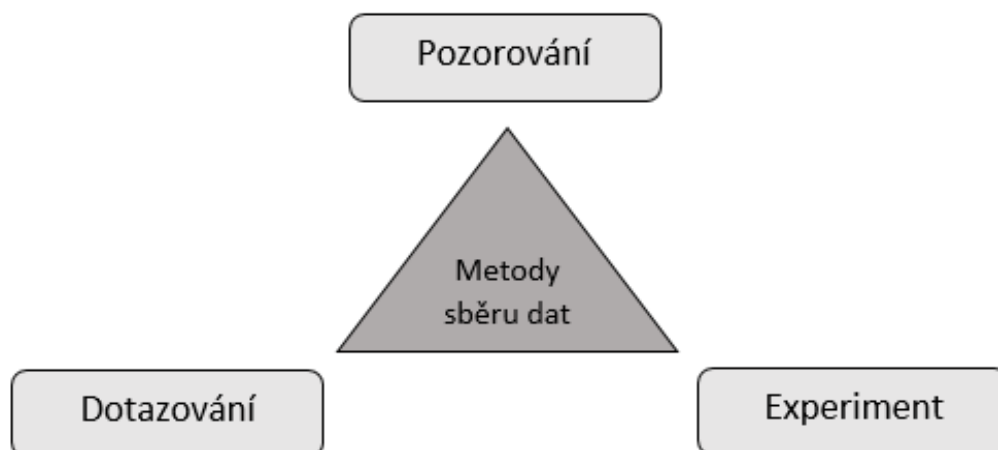 Pozorování
Metody
sběru dat
Dotazování
Experiment